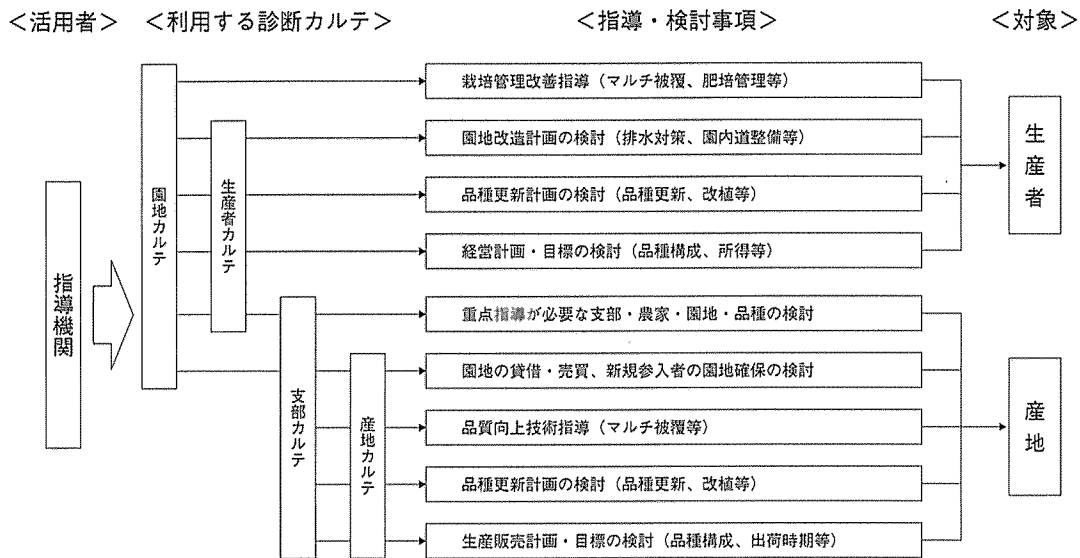 ＜活用者＞ ＜利用する診断カルテ＞ ＜指導・検討事項＞ ＜対象＞
指導機関
園地カルテ
生産者カルテ
支部カルテ
産地カルテ
栽培管理改善指導（マルチ被覆、肥培管理等）
園地改造計画の検討（排水対策、園内道整備等）
品種更新計画の検討（品種更新、改植等）
経営計画・目標の検討（品種構成、所得等）
重点指導が必要な支部・農家・園地・品種の検討
園地の貸借・売買、新規参入者の園地確保の検討
品質向上技術指導（マルチ被覆等）
品種更新計画の検討（品種更新、改植等）
生産販売計画・目標の検討（品種構成、出荷時期等）
生産者
産地